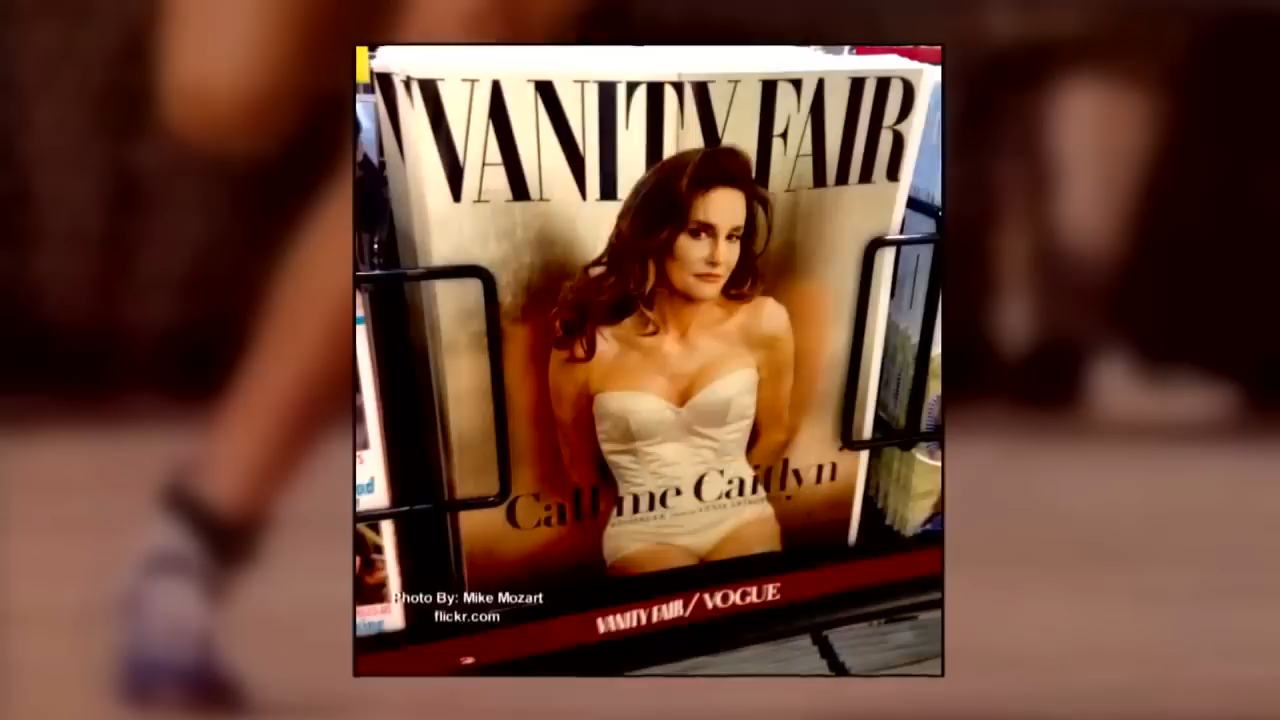 VANITY FAIR
Call me Caitlyn
Photo By: Mike Mozart
flickr.com
VANITY FAIR/VOGUE